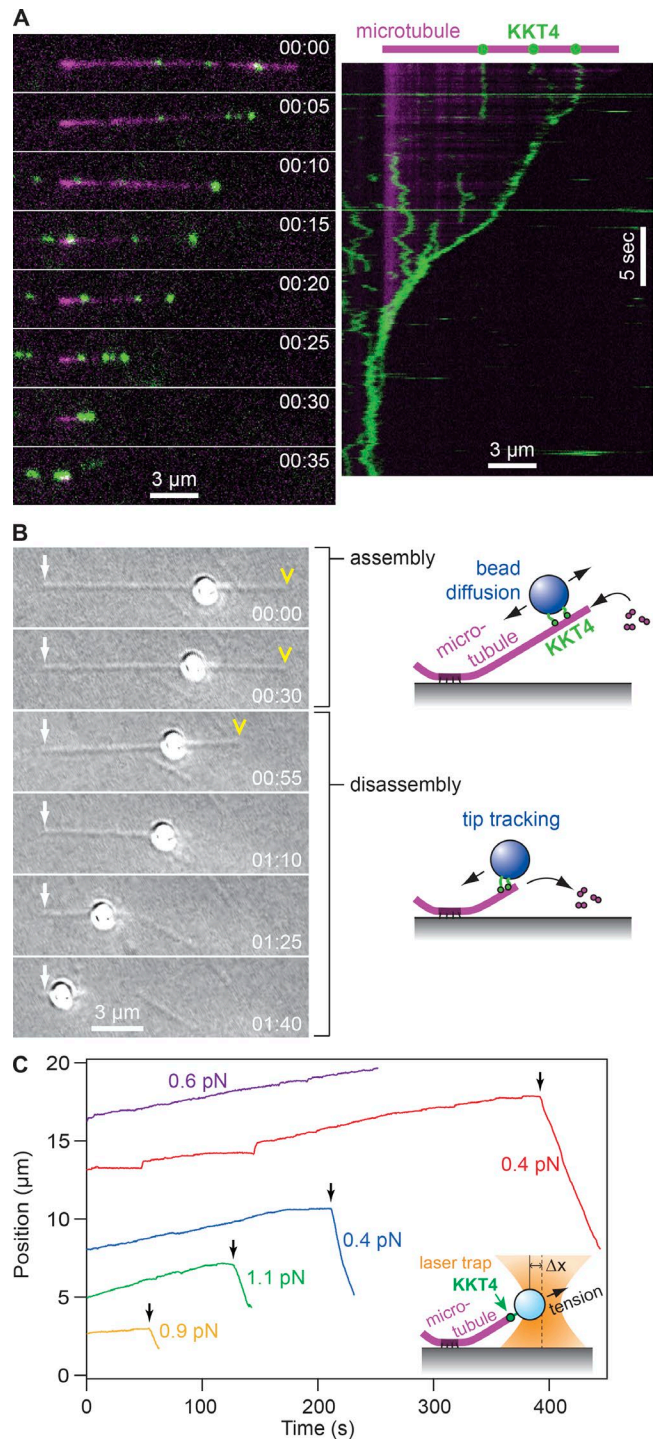 A
00:00
00:05
00:10
00:15
00:20
00:25
00:30
00:35
3 µm
microtubule
KKT4
5 sec
3 µm
B
00:00
00:30
00:55
01:10
01:25
01:40
3 µm
assembly
disassembly
bead
diffusion
micro-
tubule
KKT4
tip tracking
C
20
15
10
5
0
Position (µm)
0
100
200
300
400
Time (s)
0.6 pN
0.4 pN
0.4 pN
1.1 pN
0.9 pN
laser trap
Δx
KKT4
tension
micro-
tubule